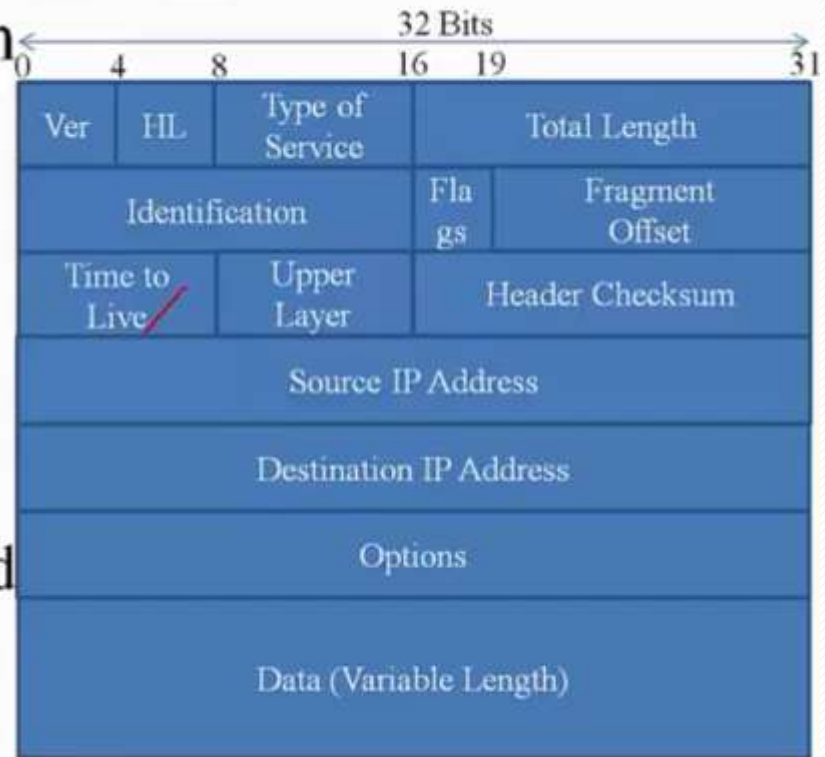 32 Bits
n
0 4 8 16 19 31
Ver HL Type of Service Total Length
Identification Fla gs Fragment Offset
Time to Live Upper Layer Header Checksum
Source IP Address
Destination IP Address
Options
d
Data (Variable Length)